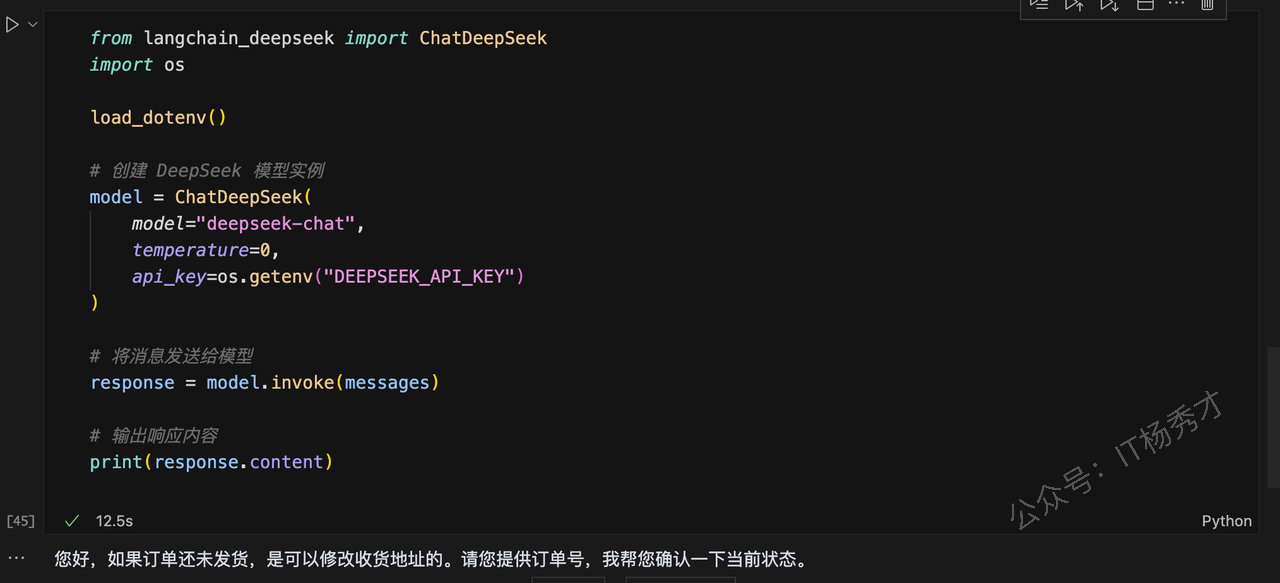 from langchain_deepseek import ChatDeepSeek
import os
load_dotenv()
# 创建 DeepSeek 模型实例
model = ChatDeepSeek(
model="deepseek-chat",
temperature=0,
api_key=os.getenv("DEEPSEEK_API_KEY")
)
# 将消息发送给模型
response = model.invoke(messages)
# 输出响应内容
print(response.content)
公众号：IT杨秀才
[45] 12.5s Python
您好，如果订单还未发货，是可以修改收货地址的。请您提供订单号，我帮您确认一下当前状态。